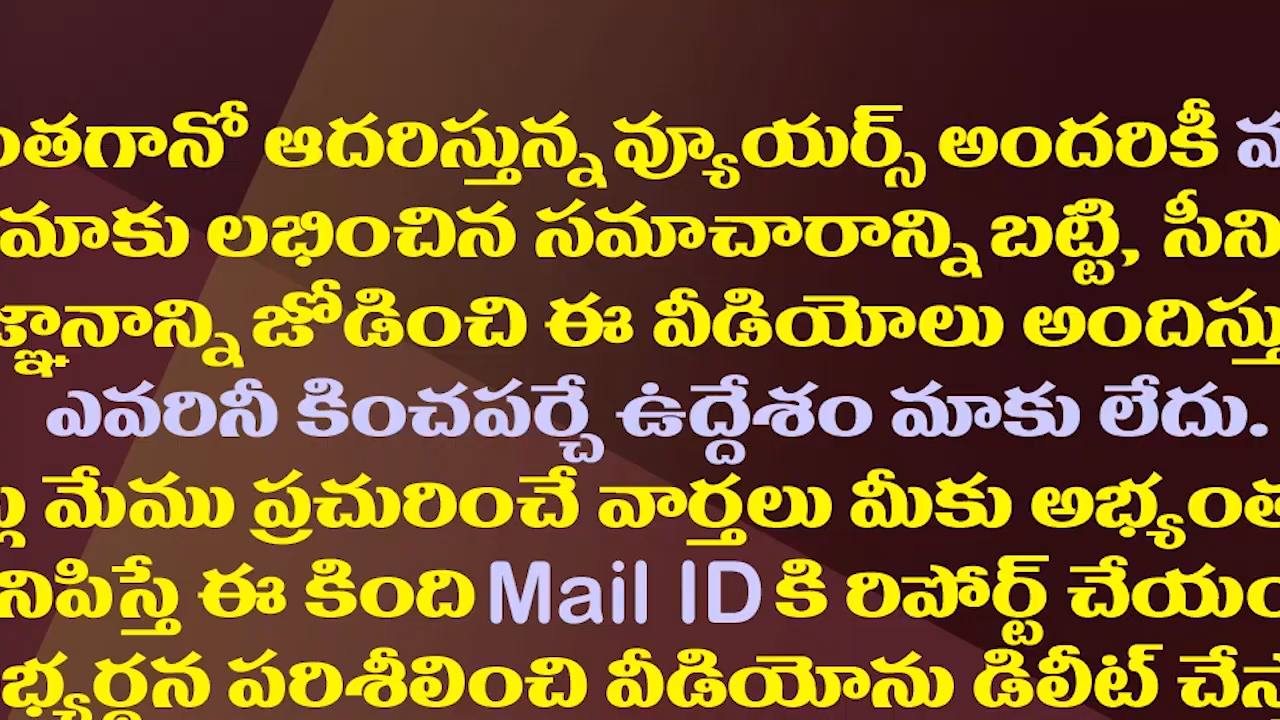 ఆదరిస్తున్న వ్యూయర్స్ అందరికీ
మాకు లభించిన సమాచారాన్ని బట్టి,
జోడించి ఈ వీడియోలు
ఎవరినీ కించపర్చే ఉద్దేశం మాకు లేదు.
మేము ప్రచురించే వార్తలు మీకు
ఈ కింది Mail ID కి రిపోర్ట్
పరిశీలించి వీడియోను డిలీట్